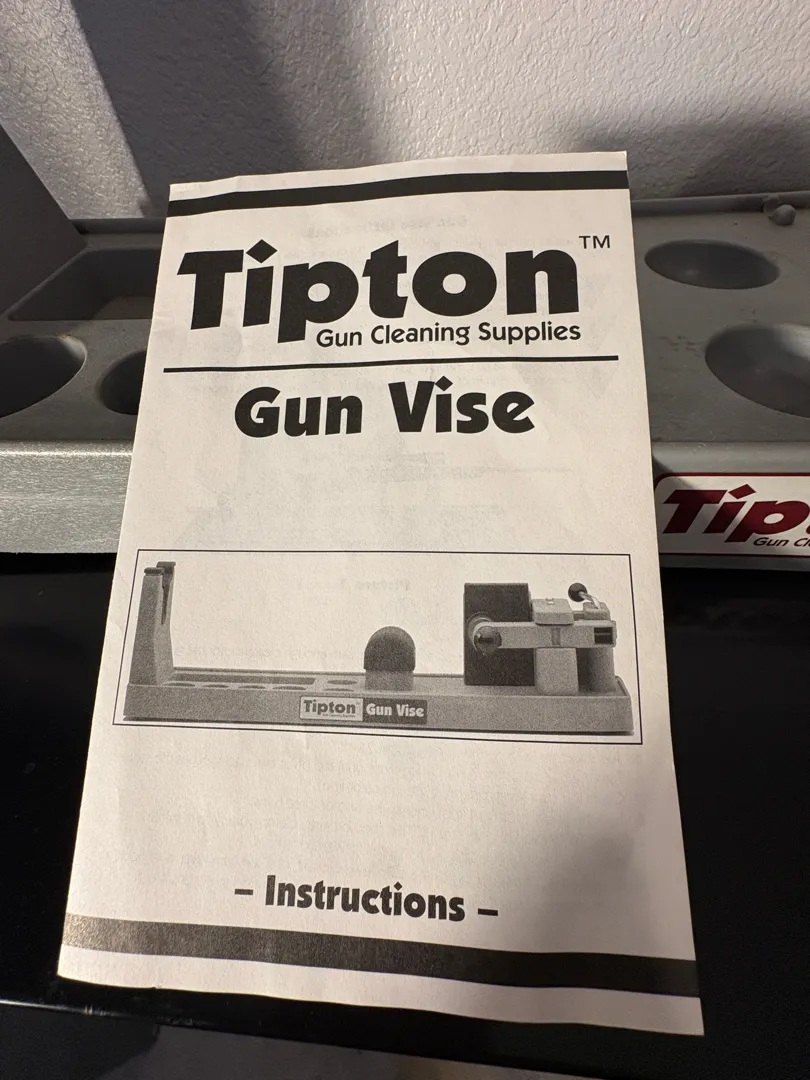 Tipton™
Gun Cleaning Supplies
Gun Vise
Tipton Gun Vise
– Instructions –
Tip
Gun Cl